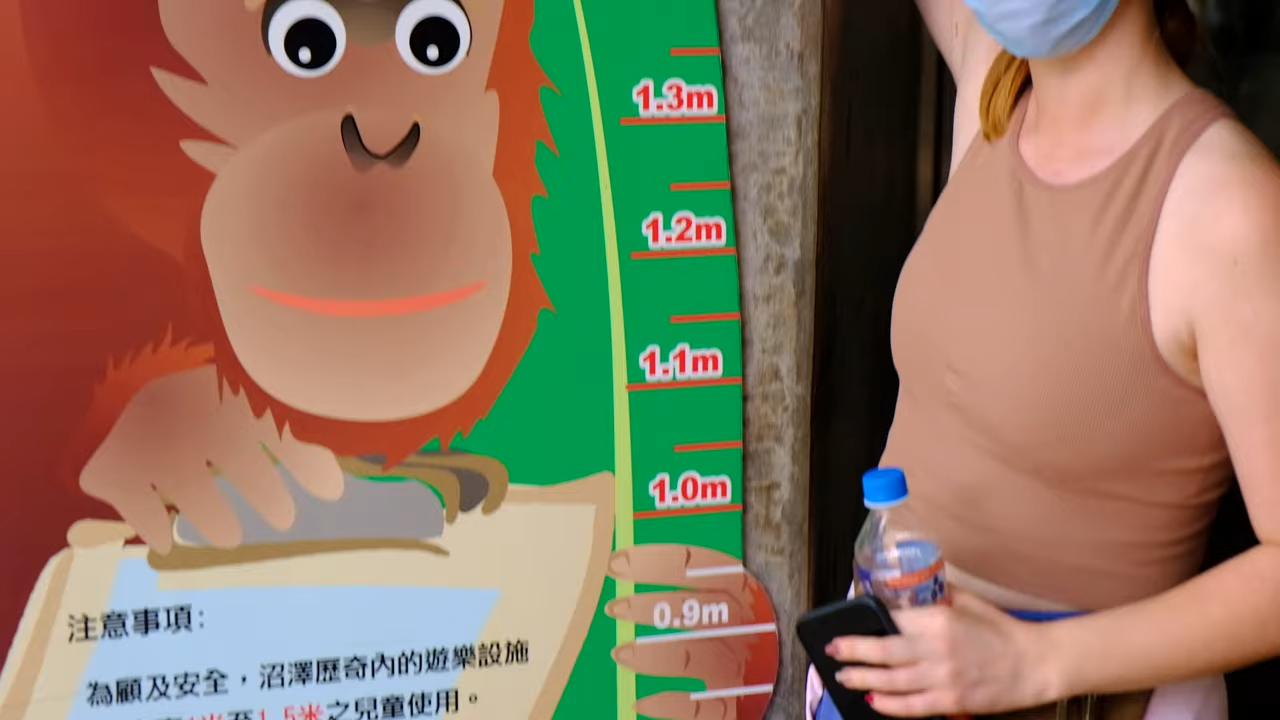 1.3m
1.2m
1.1m
1.0m
0.9m
注意事項：
為顧及安全，沼澤歷奇內的遊樂設施
1米至1.5米之兒童使用。